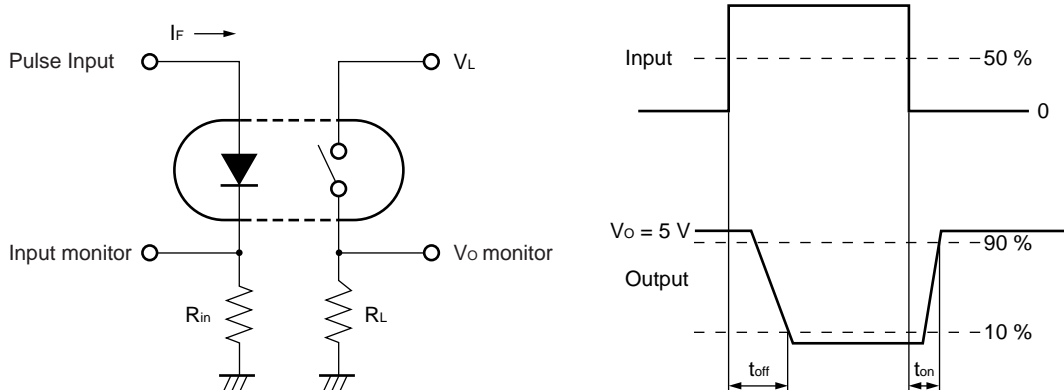 IF
Pulse Input
VL
Input monitor
VO monitor
Rin
RL
Input
50 %
0
VO = 5 V
90 %
Output
10 %
toff
ton